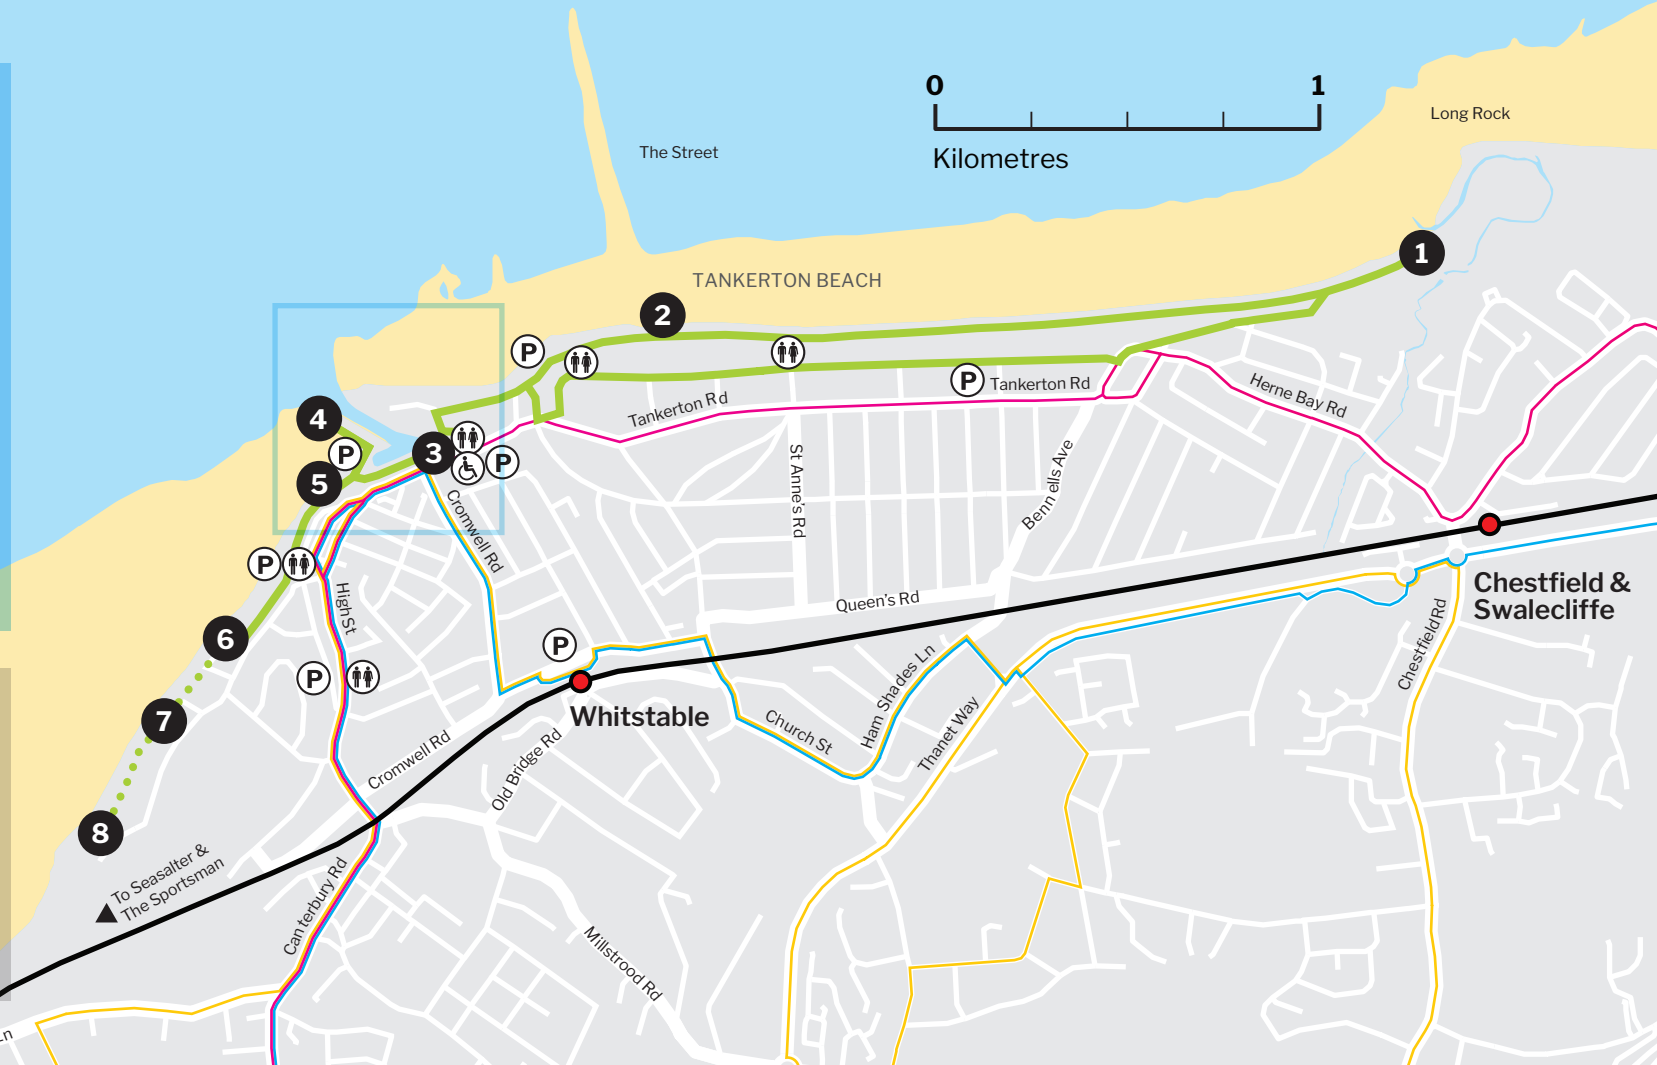 0
1
Kilometres
Long Rock
The Street
1
TANKERTON BEACH
2
P
P
Tankerton Rd
Tankerton Rd
Herne Bay Rd
4
P
3
P
5
St Anne's Rd
Bennells Ave
Cromwell Rd
P
High St
Queen's Rd
Chestfield &
Swalecliffe
Chestfield Rd
6
P
P
Whitstable
7
Church St
Ham Shades Ln
Thanet Way
Cromwell Rd
Old Bridge Rd
8
To Seasalter &
The Sportsman
Canterbury Rd
Millstrood Rd
Ln